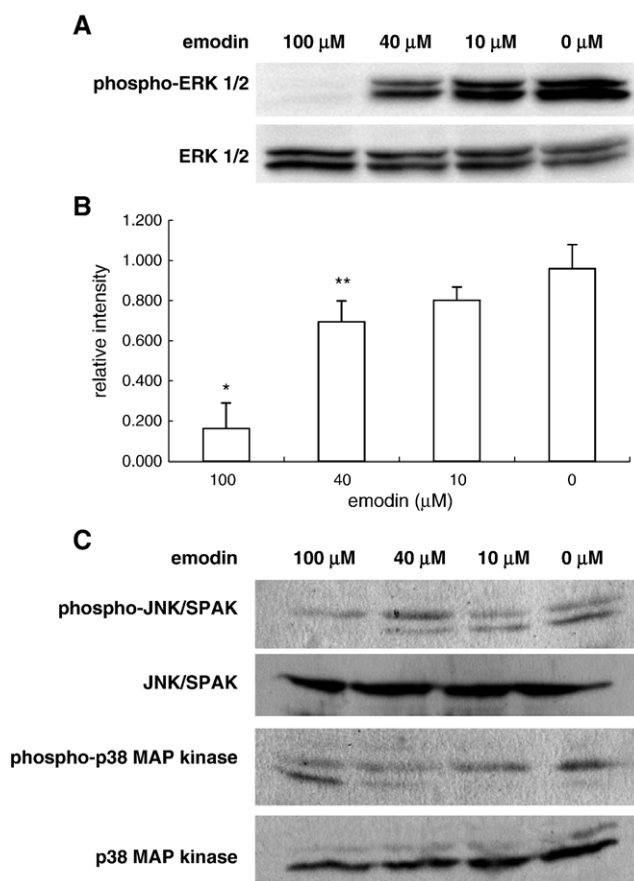 A
emodin 100 μM 40 μM 10 μM 0 μM
phospho-ERK 1/2
ERK 1/2
B
1.200
1.000
0.800
0.600
0.400
0.200
0.000
relative intensity
*
**
100 40 10 0
emodin (μM)
C
emodin 100 μM 40 μM 10 μM 0 μM
phospho-JNK/SPAK
JNK/SPAK
phospho-p38 MAP kinase
p38 MAP kinase